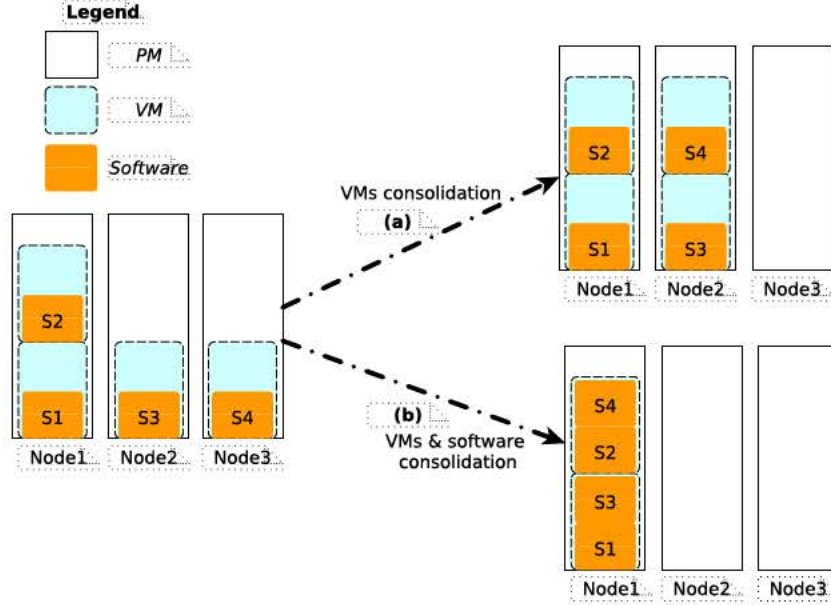 Legend
PM
VM
Software
S2
S1
Node1
S3
Node2
S4
Node3
VMs consolidation
(a)
S2
S1
Node1
S4
S3
Node2
Node3
(b)
VMs & software
consolidation
S4
S2
S3
S1
Node1
Node2
Node3